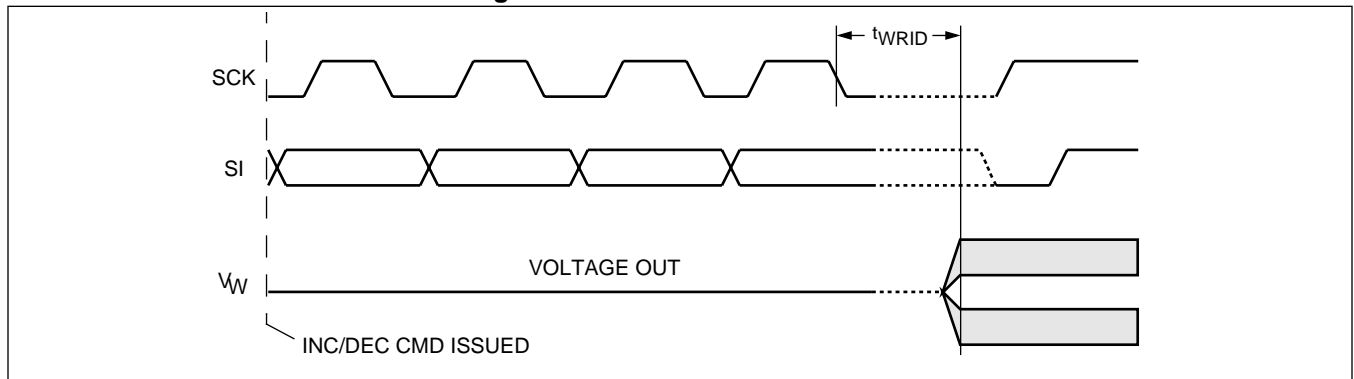 tWRID
SCK
SI
VOLTAGE OUT
VW
INC/DEC CMD ISSUED